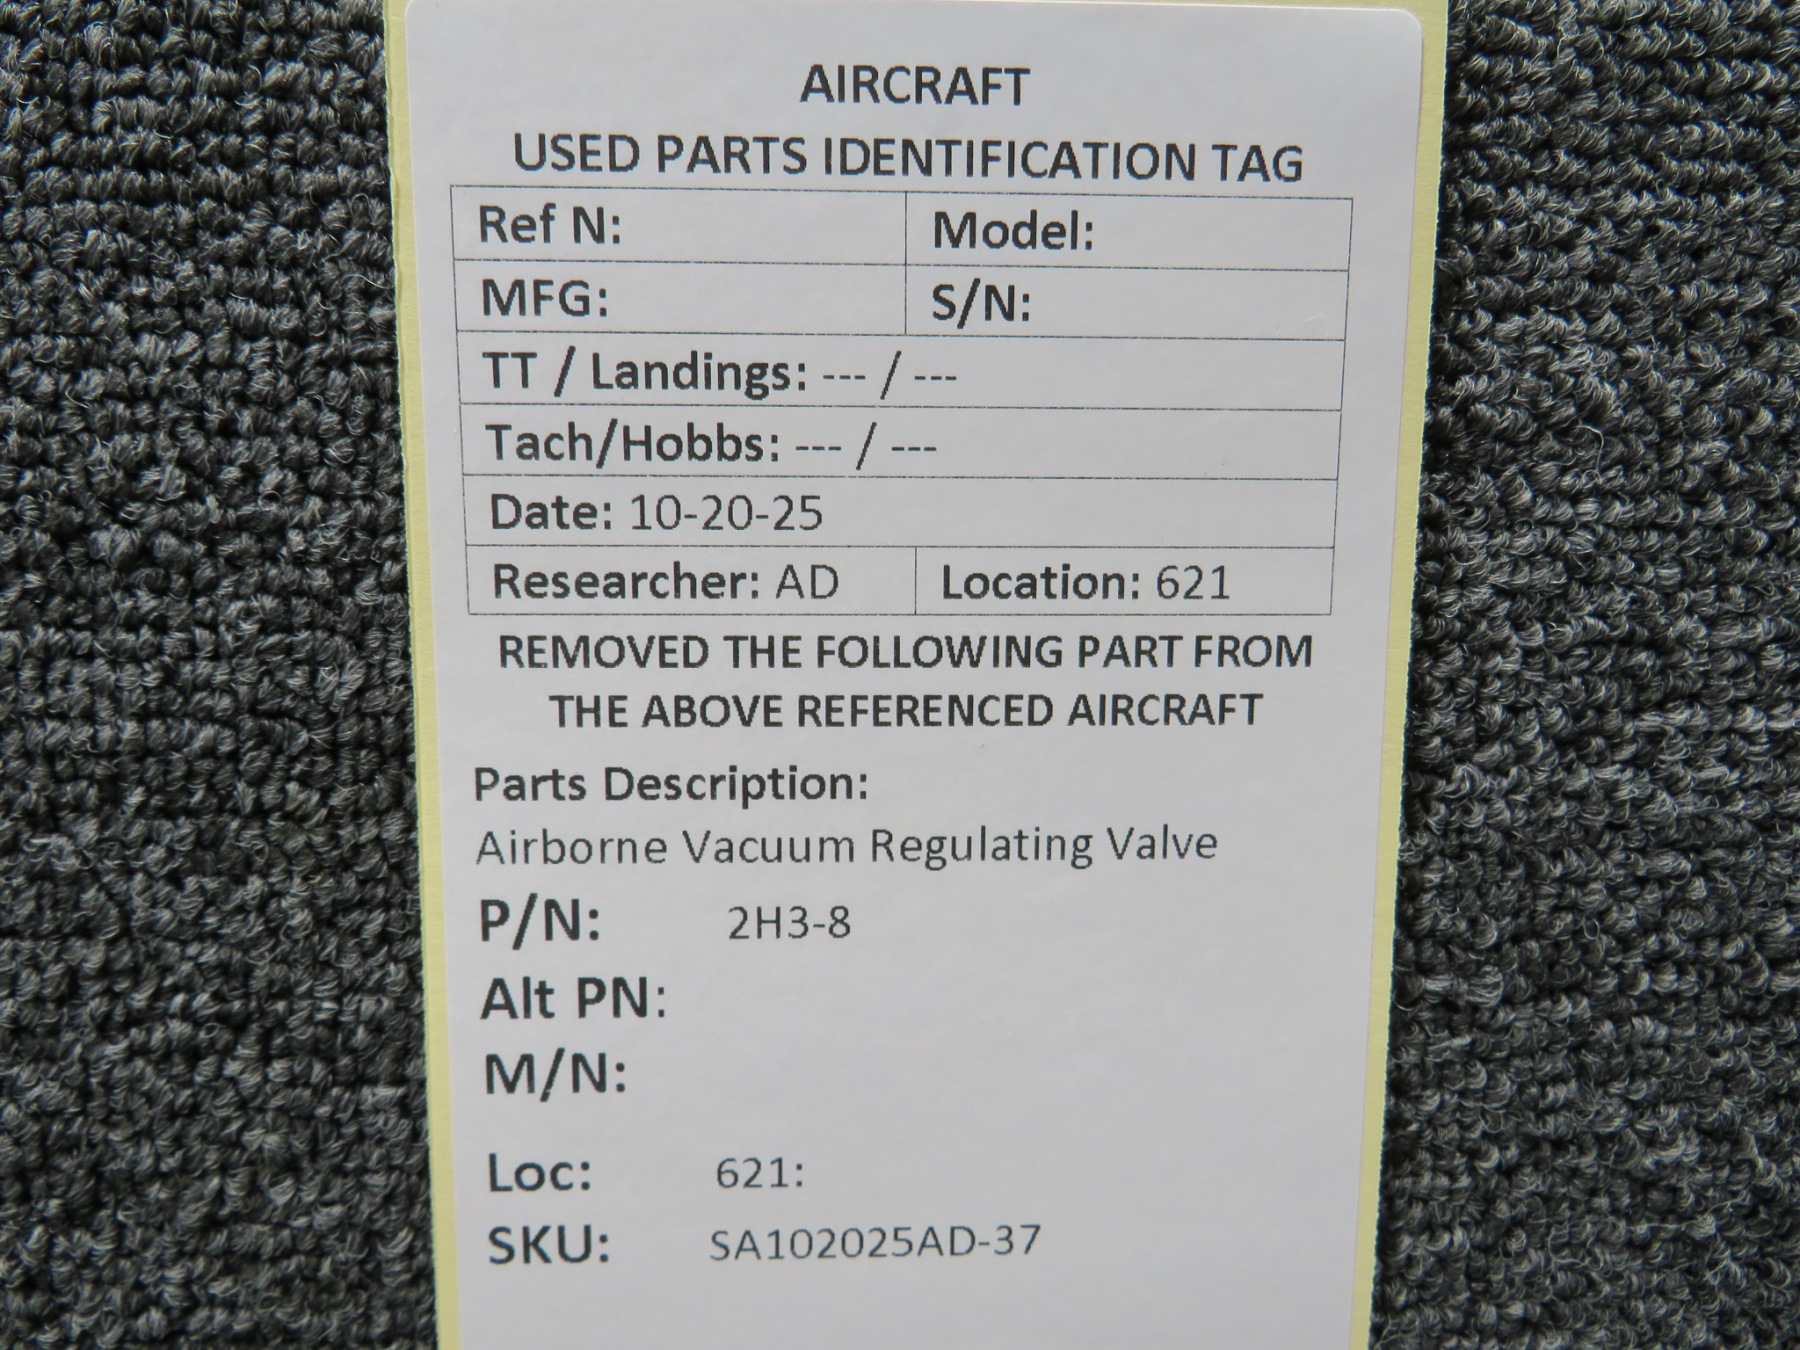 AIRCRAFT
USED PARTS IDENTIFICATION TAG
Ref N: Model:
MFG: S/N:
TT / Landings: --- / ---
Tach/Hobbs: --- / ---
Date: 10-20-25
Researcher: AD Location: 621
REMOVED THE FOLLOWING PART FROM
THE ABOVE REFERENCED AIRCRAFT
Parts Description:
Airborne Vacuum Regulating Valve
P/N: 2H3-8
Alt PN:
M/N:
Loc: 621:
SKU: SA102025AD-37